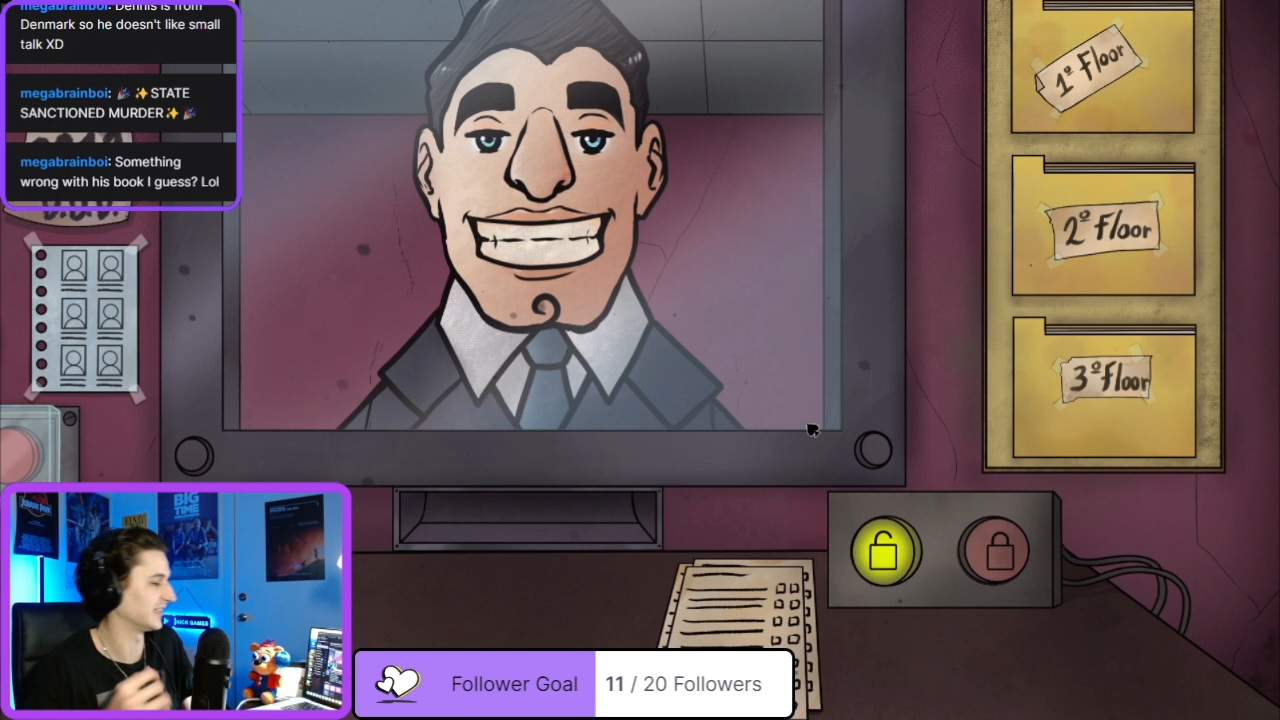 megabrainboi: Dennis is from
Denmark so he doesn't like small
talk XD
megabrainboi: 🎉 ✨STATE
SANCTIONED MURDER✨ 🎉
megabrainboi: Something
wrong with his book I guess? Lol
1º Floor
2º Floor
3º Floor
BIG
TIME
Follower Goal
11 / 20 Followers